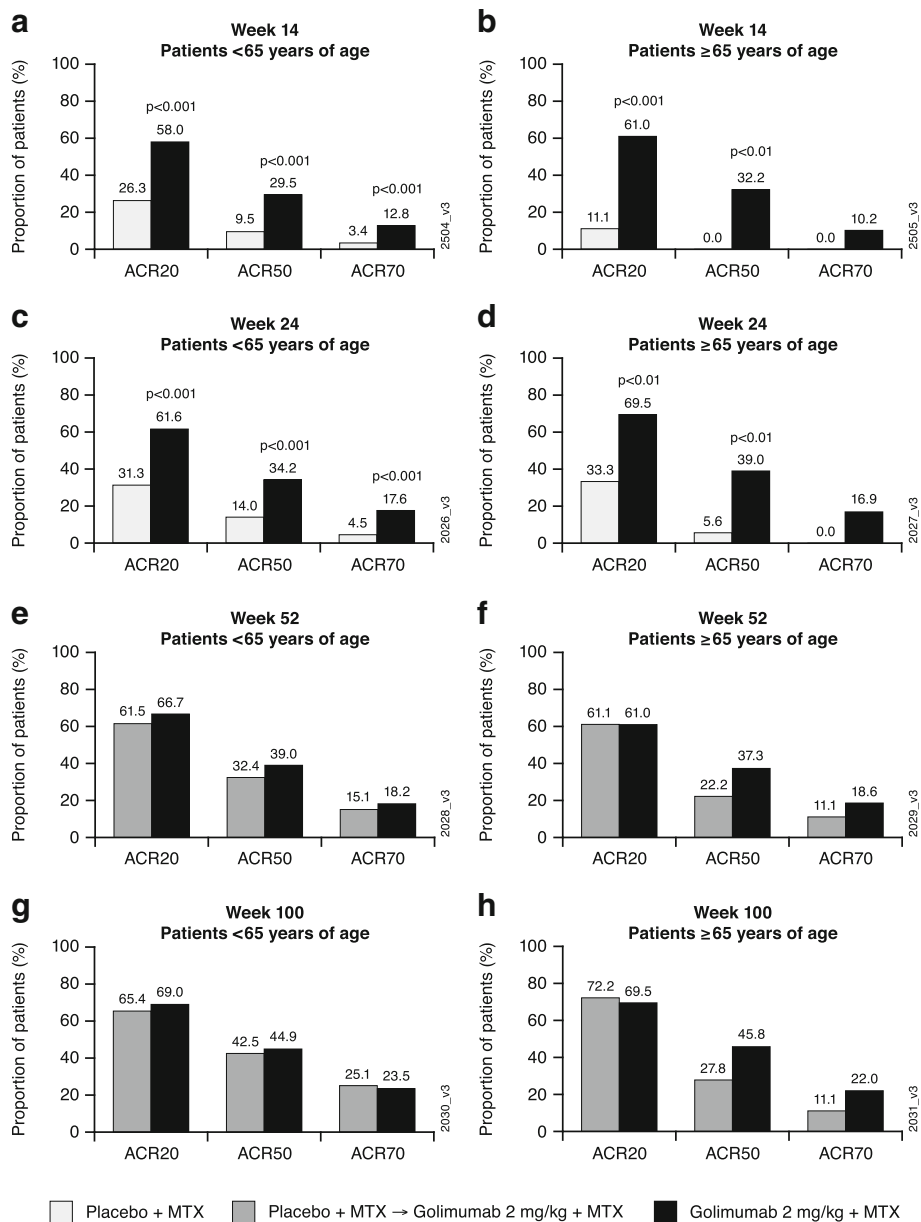 a
Week 14
Patients <65 years of age
Proportion of patients (%)
100
80
60
40
20
0
p<0.001
58.0
26.3
p<0.001
29.5
9.5
p<0.001
12.8
3.4
ACR20 ACR50 ACR70
2504_v3
b
Week 14
Patients ≥65 years of age
Proportion of patients (%)
100
80
60
40
20
0
p<0.001
61.0
11.1
p<0.01
32.2
0.0
10.2
0.0
ACR20 ACR50 ACR70
2505_v3
c
Week 24
Patients <65 years of age
Proportion of patients (%)
100
80
60
40
20
0
p<0.001
61.6
31.3
p<0.001
34.2
14.0
p<0.001
17.6
4.5
ACR20 ACR50 ACR70
2026_v3
d
Week 24
Patients ≥65 years of age
Proportion of patients (%)
100
80
60
40
20
0
p<0.01
69.5
33.3
p<0.01
39.0
5.6
16.9
0.0
ACR20 ACR50 ACR70
2027_v3
e
Week 52
Patients <65 years of age
Proportion of patients (%)
100
80
60
40
20
0
61.5 66.7
32.4 39.0
15.1 18.2
ACR20 ACR50 ACR70
2028_v3
f
Week 52
Patients ≥65 years of age
Proportion of patients (%)
100
80
60
40
20
0
61.1 61.0
22.2 37.3
11.1 18.6
ACR20 ACR50 ACR70
2029_v3
g
Week 100
Patients <65 years of age
Proportion of patients (%)
100
80
60
40
20
0
65.4 69.0
42.5 44.9
25.1 23.5
ACR20 ACR50 ACR70
2030_v3
h
Week 100
Patients ≥65 years of age
Proportion of patients (%)
100
80
60
40
20
0
72.2 69.5
27.8 45.8
11.1 22.0
ACR20 ACR50 ACR70
2031_v3
Placebo + MTX Placebo + MTX → Golimumab 2 mg/kg + MTX Golimumab 2 mg/kg + MTX